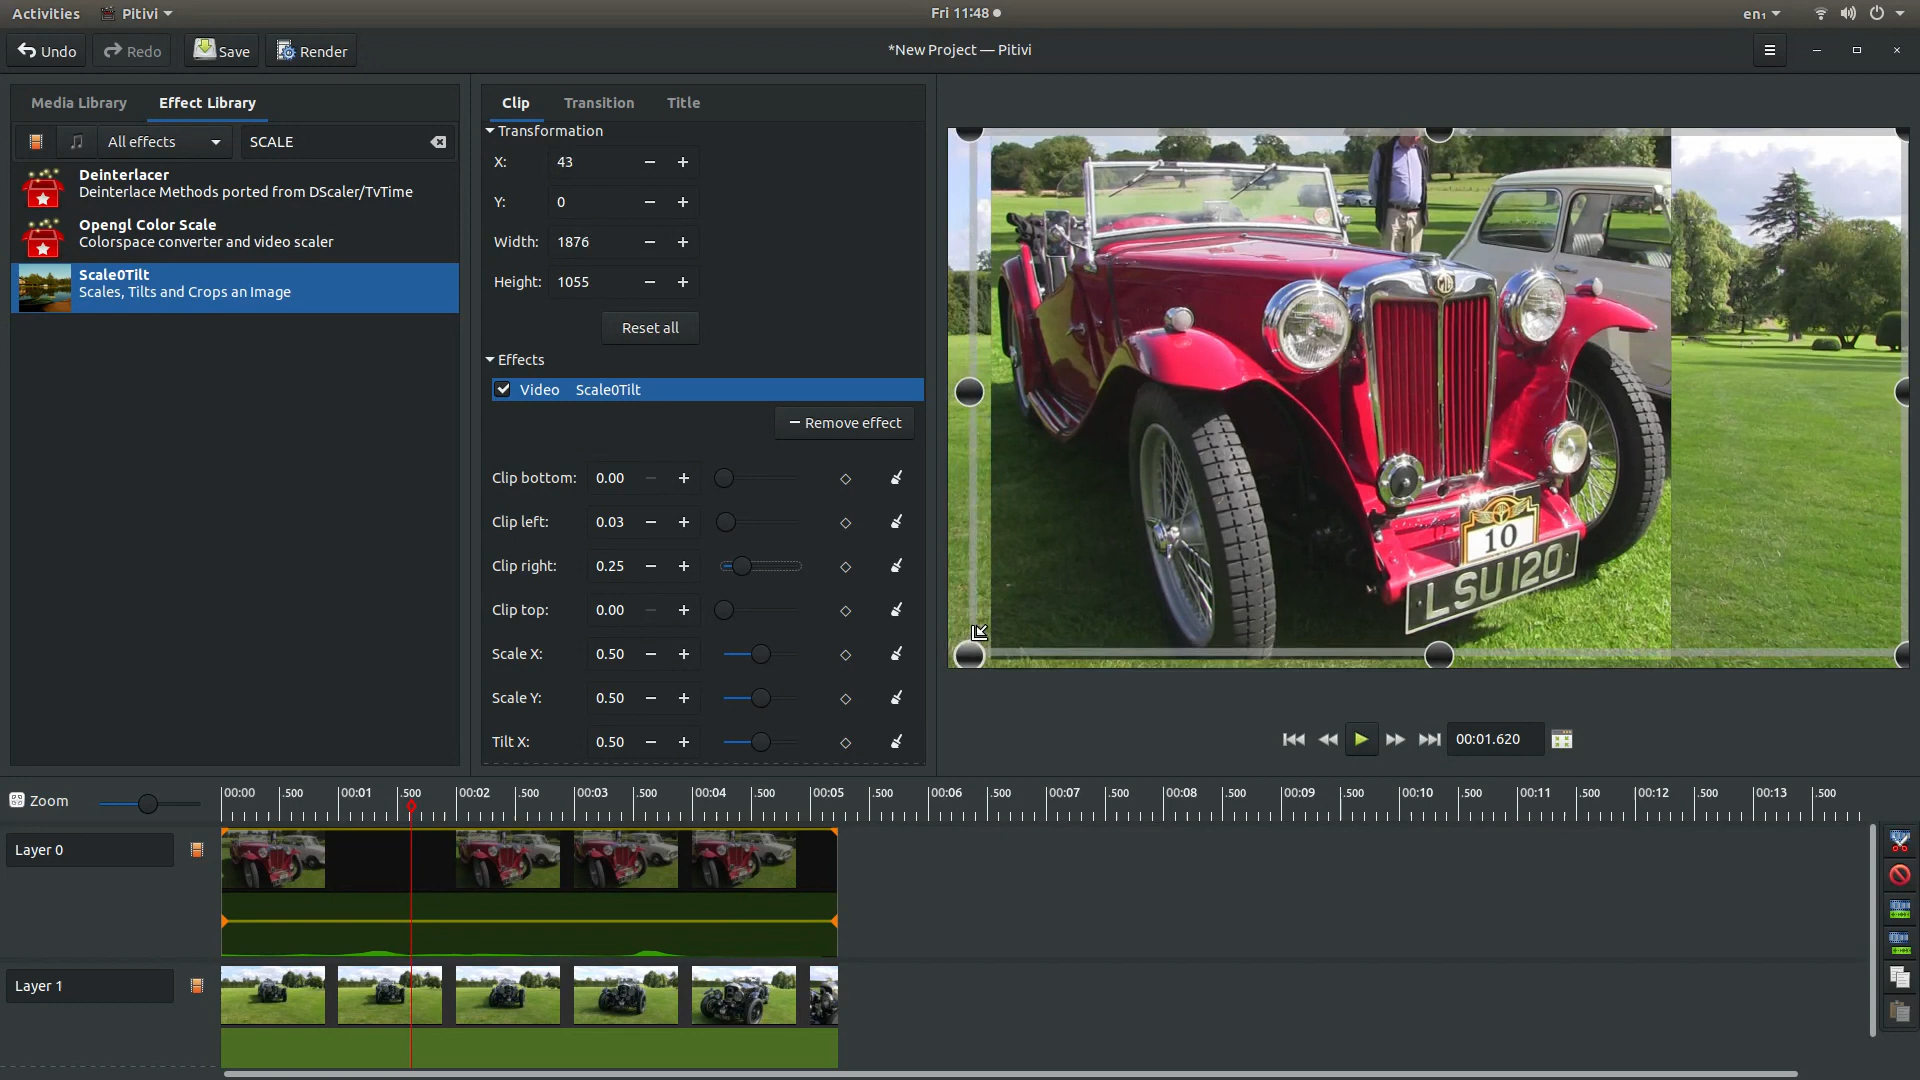 Activities Pitivi Fri 11:48 en₁
Undo Redo Save Render *New Project — Pitivi
Media Library Effect Library
All effects SCALE
Deinterlacer
Deinterlace Methods ported from DScaler/TvTime
Opengl Color Scale
Colorspace converter and video scaler
Scale0Tilt
Scales, Tilts and Crops an Image
Clip Transition Title
Transformation
X: 43
Y: 0
Width: 1876
Height: 1055
Reset all
Effects
Video Scale0Tilt
Remove effect
Clip bottom: 0.00
Clip left: 0.03
Clip right: 0.25
Clip top: 0.00
Scale X: 0.50
Scale Y: 0.50
Tilt X: 0.50
MG
10
LSU 120
00:01.620
Zoom 00:00 .500 00:01 .500 00:02 .500 00:03 .500 00:04 .500 00:05 .500 00:06 .500 00:07 .500 00:08 .500 00:09 .500 00:10 .500 00:11 .500 00:12 .500 00:13 .500
Layer 0
Layer 1